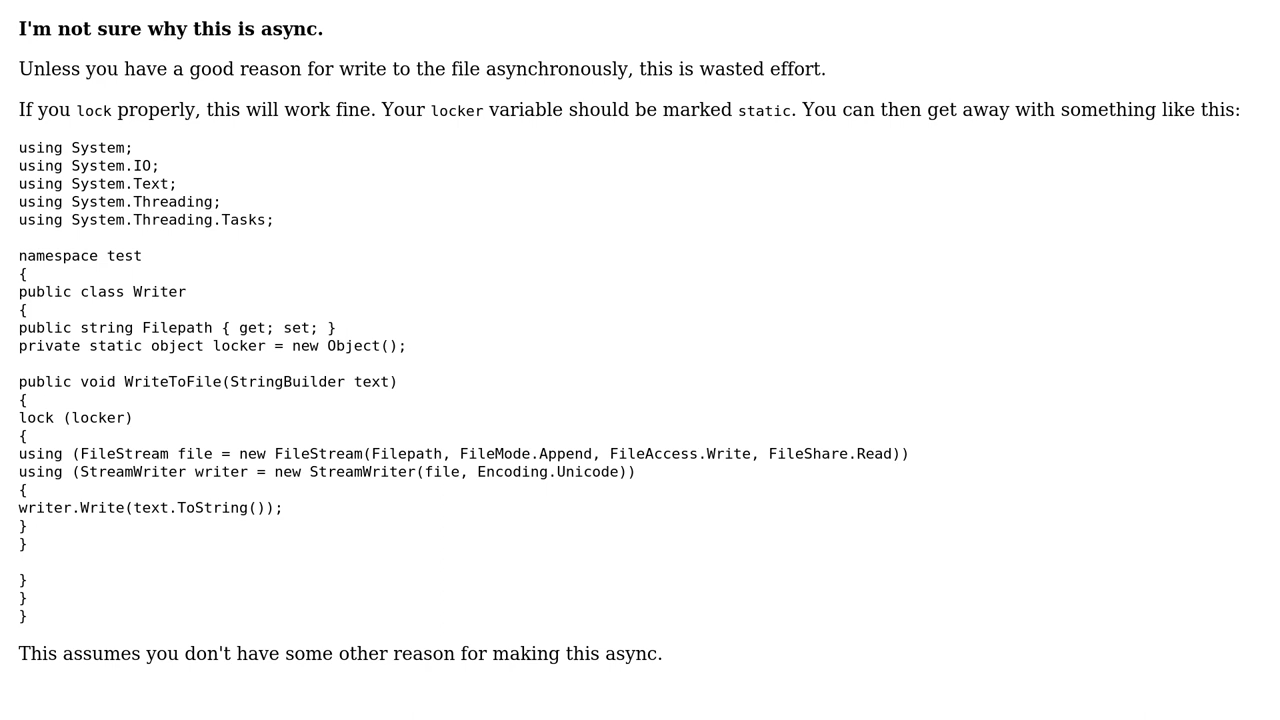 I'm not sure why this is async.
Unless you have a good reason for write to the file asynchronously, this is wasted effort.
If you lock properly, this will work fine. Your locker variable should be marked static. You can then get away with something like this:
using System;
using System.IO;
using System.Text;
using System.Threading;
using System.Threading.Tasks;
namespace test
{
public class Writer
{
public string Filepath { get; set; }
private static object locker = new Object();
public void WriteToFile(StringBuilder text)
{
lock (locker)
{
using (FileStream file = new FileStream(Filepath, FileMode.Append, FileAccess.Write, FileShare.Read))
using (StreamWriter writer = new StreamWriter(file, Encoding.Unicode))
{
writer.Write(text.ToString());
}
}
}
}
}
This assumes you don't have some other reason for making this async.